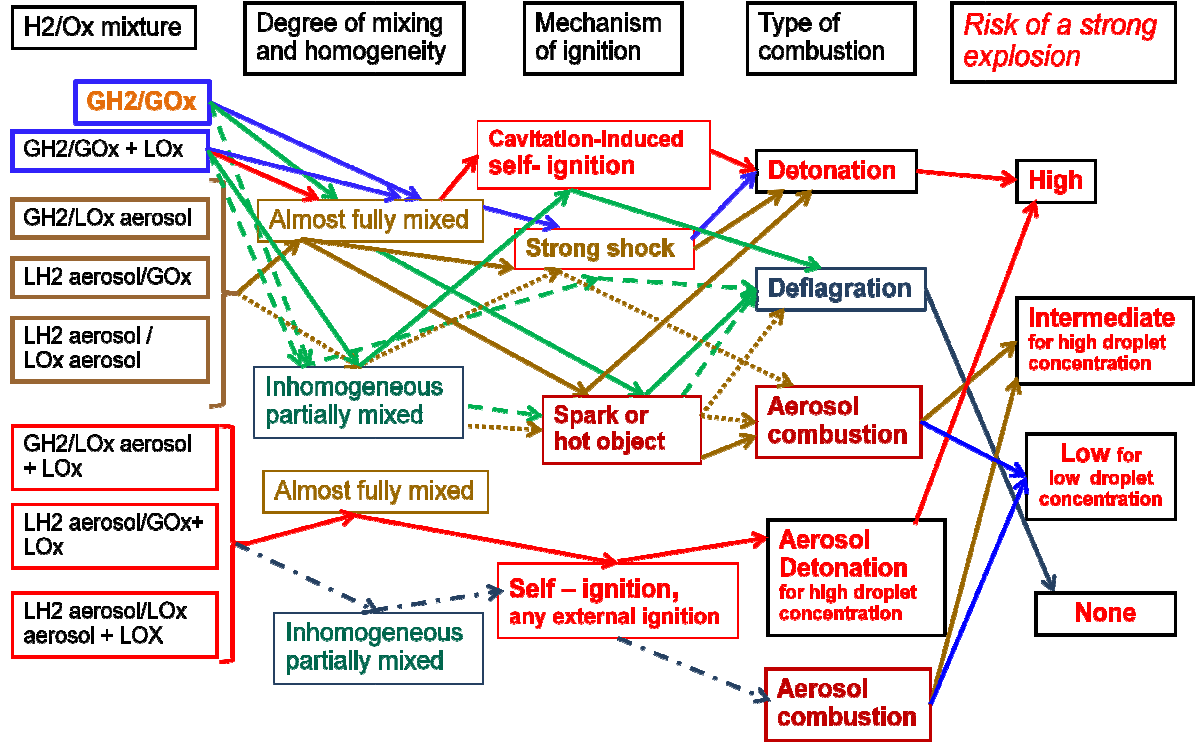 H2/Ox mixture
Degree of mixing
and homogeneity
Mechanism
of ignition
Type of
combustion
Risk of a strong
explosion
GH2/GOx
GH2/GOx + LOx
GH2/LOx aerosol
LH2 aerosol/GOx
LH2 aerosol /
LOx aerosol
GH2/LOx aerosol
+ LOx
LH2 aerosol/GOx+
LOx
LH2 aerosol/LOx
aerosol + LOX
Almost fully mixed
Inhomogeneous
partially mixed
Almost fully mixed
Inhomogeneous
partially mixed
Cavitation-induced
self- ignition
Strong shock
Spark or
hot object
Self – ignition,
any external ignition
Detonation
Deflagration
Aerosol
combustion
Aerosol
Detonation
for high droplet
concentration
Aerosol
combustion
High
Intermediate
for high droplet
concentration
Low for
low droplet
concentration
None